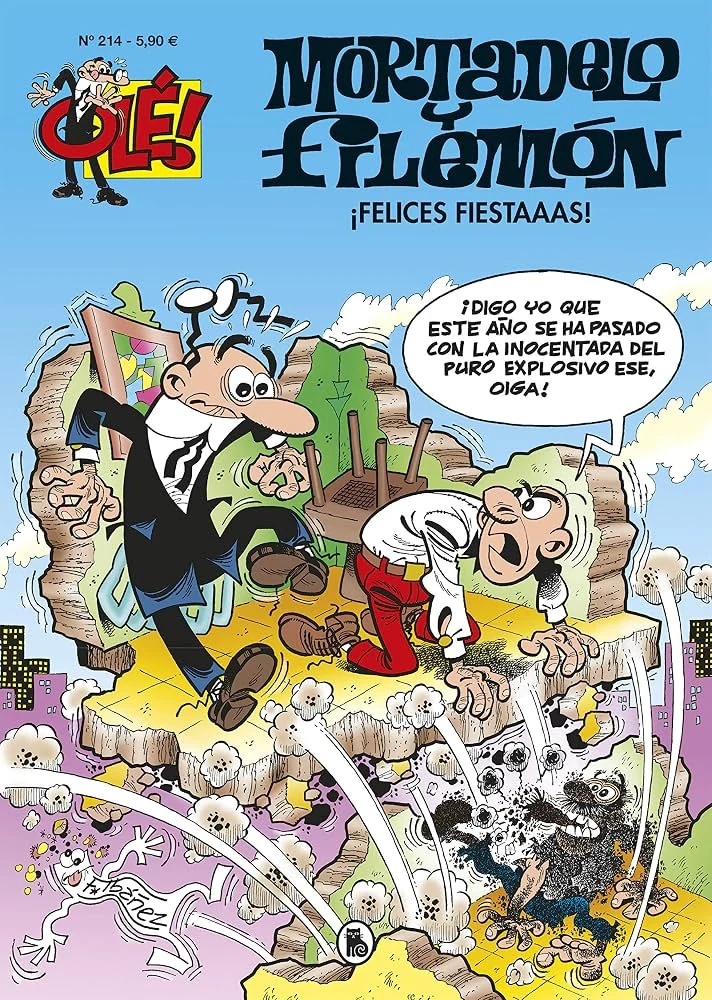 Nº 214 - 5,90 €
OLÉ!
MORTADELO
Y
FILEMÓN
¡FELICES FIESTAAAS!
¡DIGO YO QUE
ESTE AÑO SE HA PASADO
CON LA INOCENTADA DEL
PURO EXPLOSIVO ESE,
OIGA!
Ibáñez